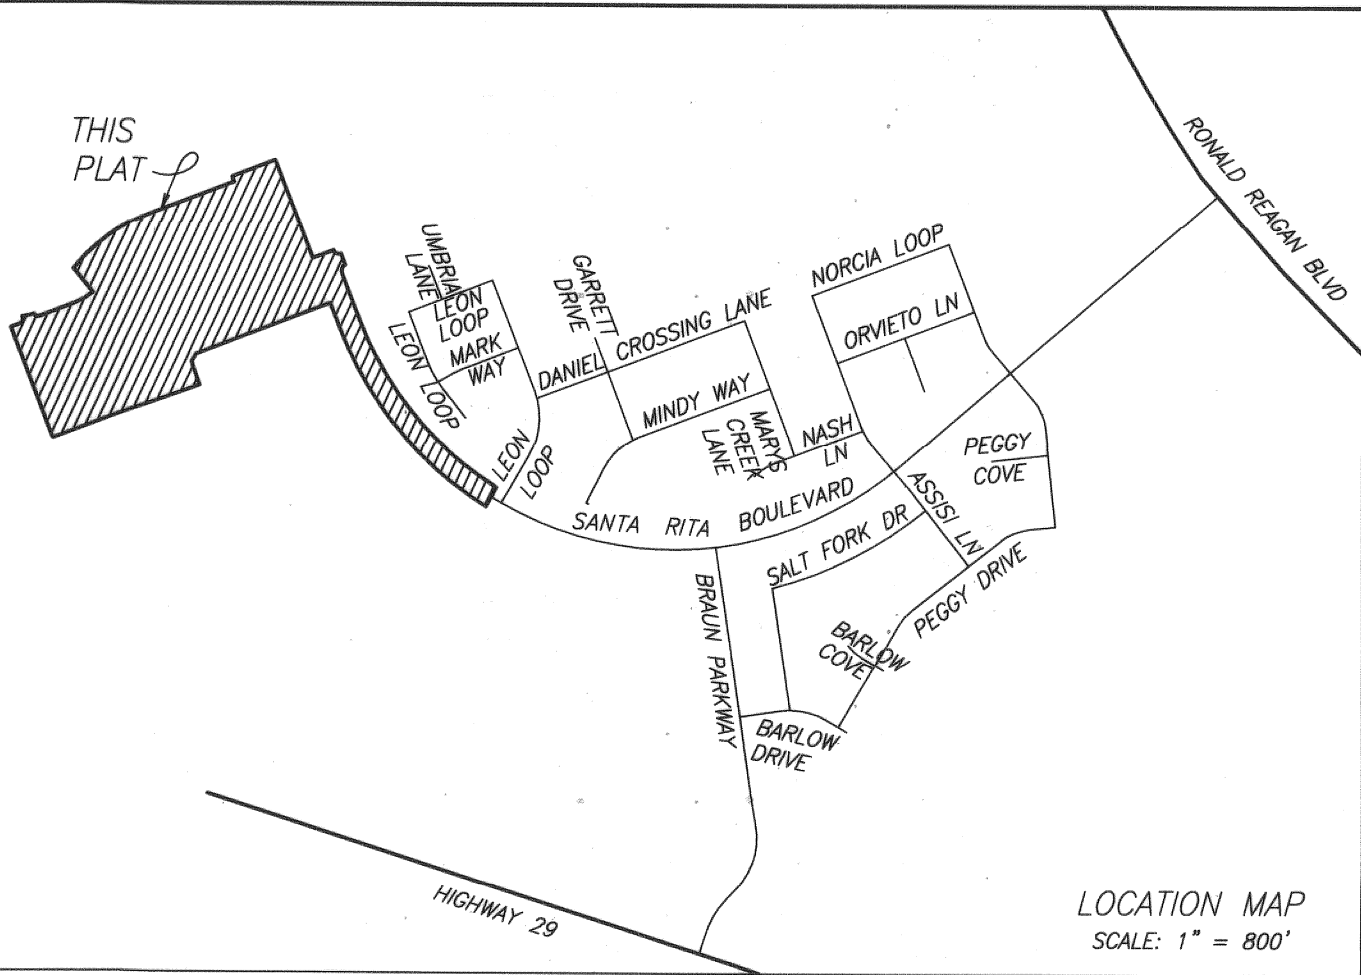 THIS
PLAT
RONALD REAGAN BLVD
UMBRIA
LANE
LEON
LOOP
LEON LOOP
MARK
WAY
GARRETT
DRIVE
DANIEL CROSSING LANE
NORCIA LOOP
ORVIETO LN
MINDY WAY
MARYS
CREEK
LANE
NASH
LN
LEON
LOOP
PEGGY
COVE
SANTA RITA BOULEVARD
ASSISI LN
SALT FORK DR
PEGGY DRIVE
BRAUN PARKWAY
BARLOW
COVE
BARLOW
DRIVE
HIGHWAY 29
LOCATION MAP
SCALE: 1" = 800'